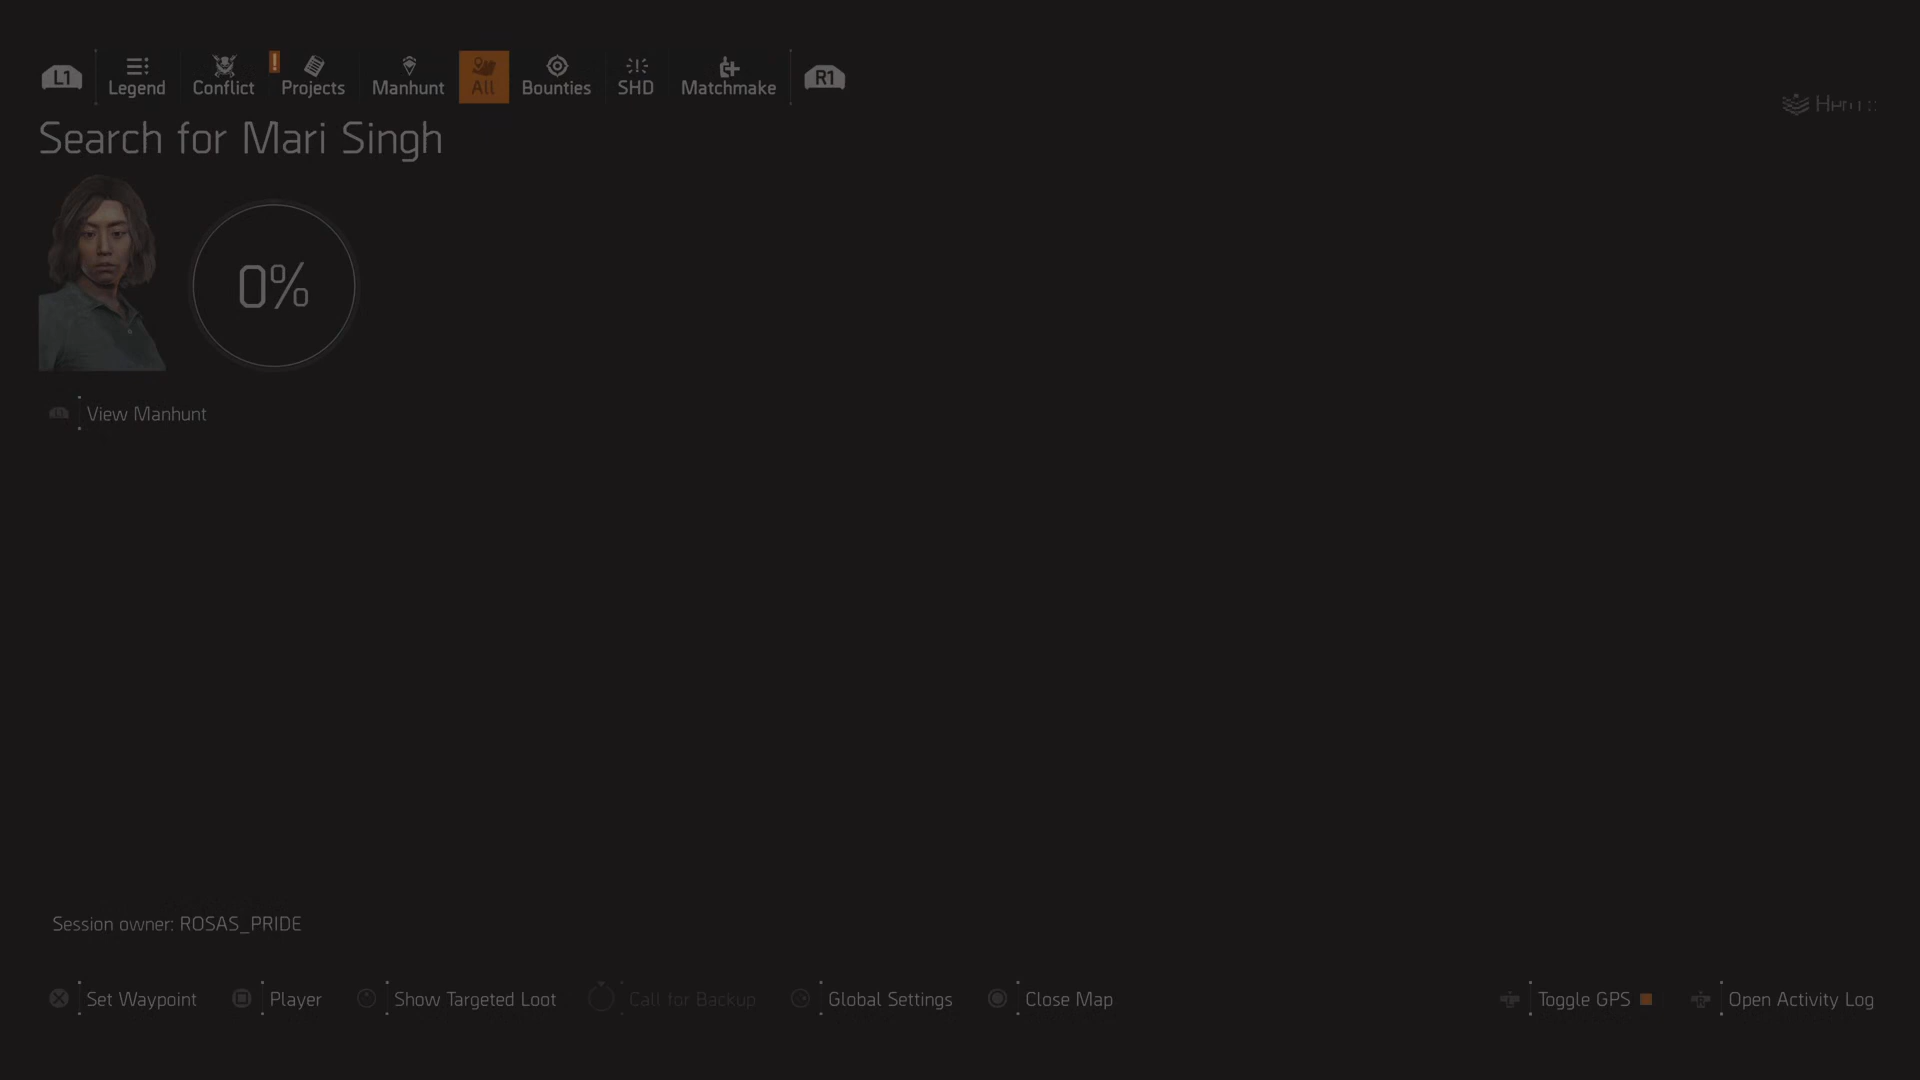 L1 Legend Conflict ! Projects Manhunt All Bounties SHD Matchmake R1
Search for Mari Singh
0%
View Manhunt
Session owner: ROSAS_PRIDE
Set Waypoint Player Show Targeted Loot Call for Backup Global Settings Close Map Toggle GPS Open Activity Log